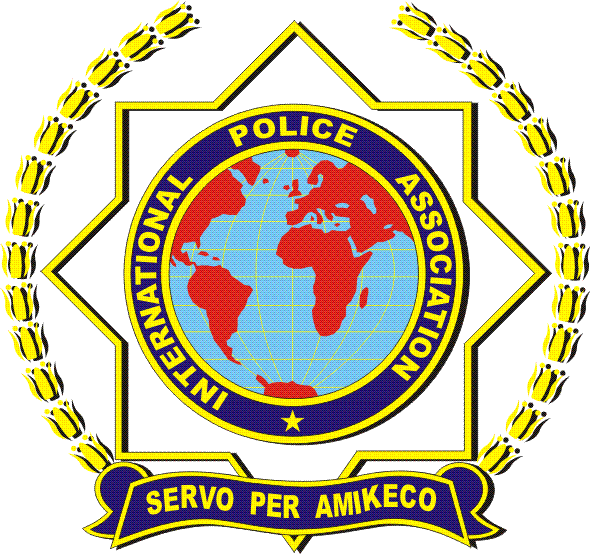 INTERNATIONAL POLICE ASSOCIATION
SERVO PER AMIKECO